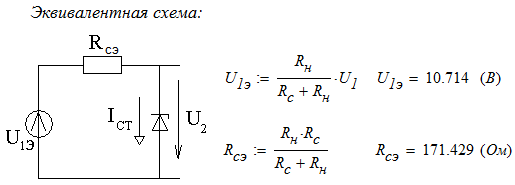 Эквивалентная схема:
Rсэ
Iст
U1Э
U2
U1э := Rн / (Rc + Rн) · U1 U1э = 10.714 (В)
Rсэ := Rн·Rc / (Rc + Rн) Rсэ = 171.429 (Ом)